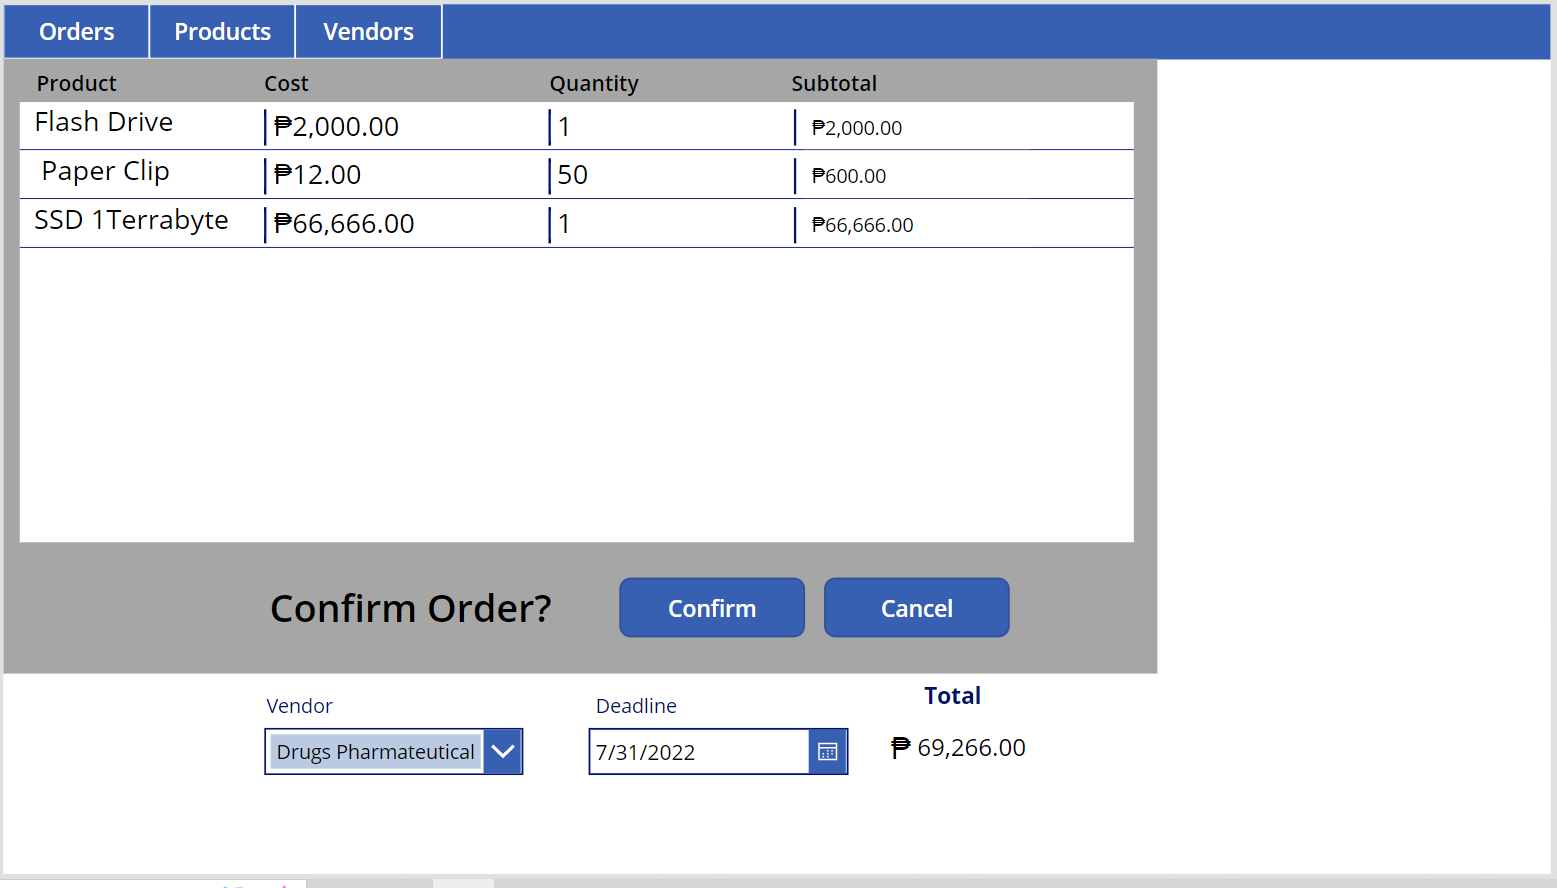 Orders Products Vendors
Product Cost Quantity Subtotal
Flash Drive ₱2,000.00 1 ₱2,000.00
Paper Clip ₱12.00 50 ₱600.00
SSD 1Terrabyte ₱66,666.00 1 ₱66,666.00
Confirm Order? Confirm Cancel
Vendor Deadline Total
Drugs Pharmateutical 7/31/2022 ₱ 69,266.00